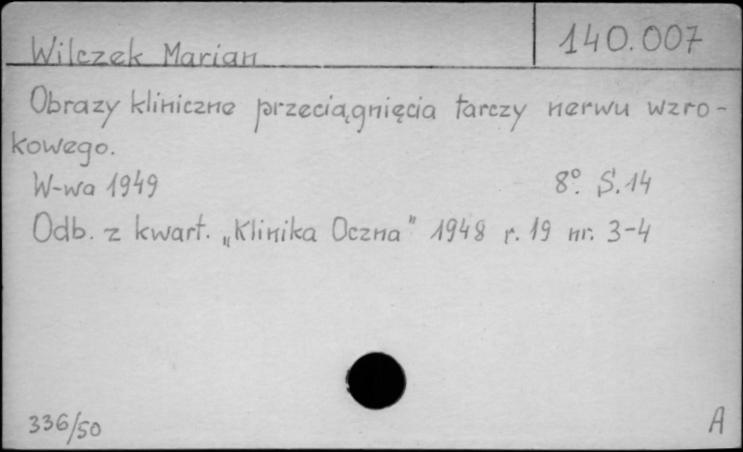 Wilczek Marian
140.007
Obrazy kliniczne przeciągnięcia tarczy nerwu wzro-
kowego.
W-wa 1949
8° S. 14
Odb. z kwart. „Klinika Oczna" 1948 r. 19 nr. 3-4
336/50
A